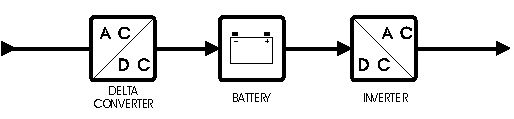 A C
D C
DELTA
CONVERTER
- +
BATTERY
A C
D C
INVERTER